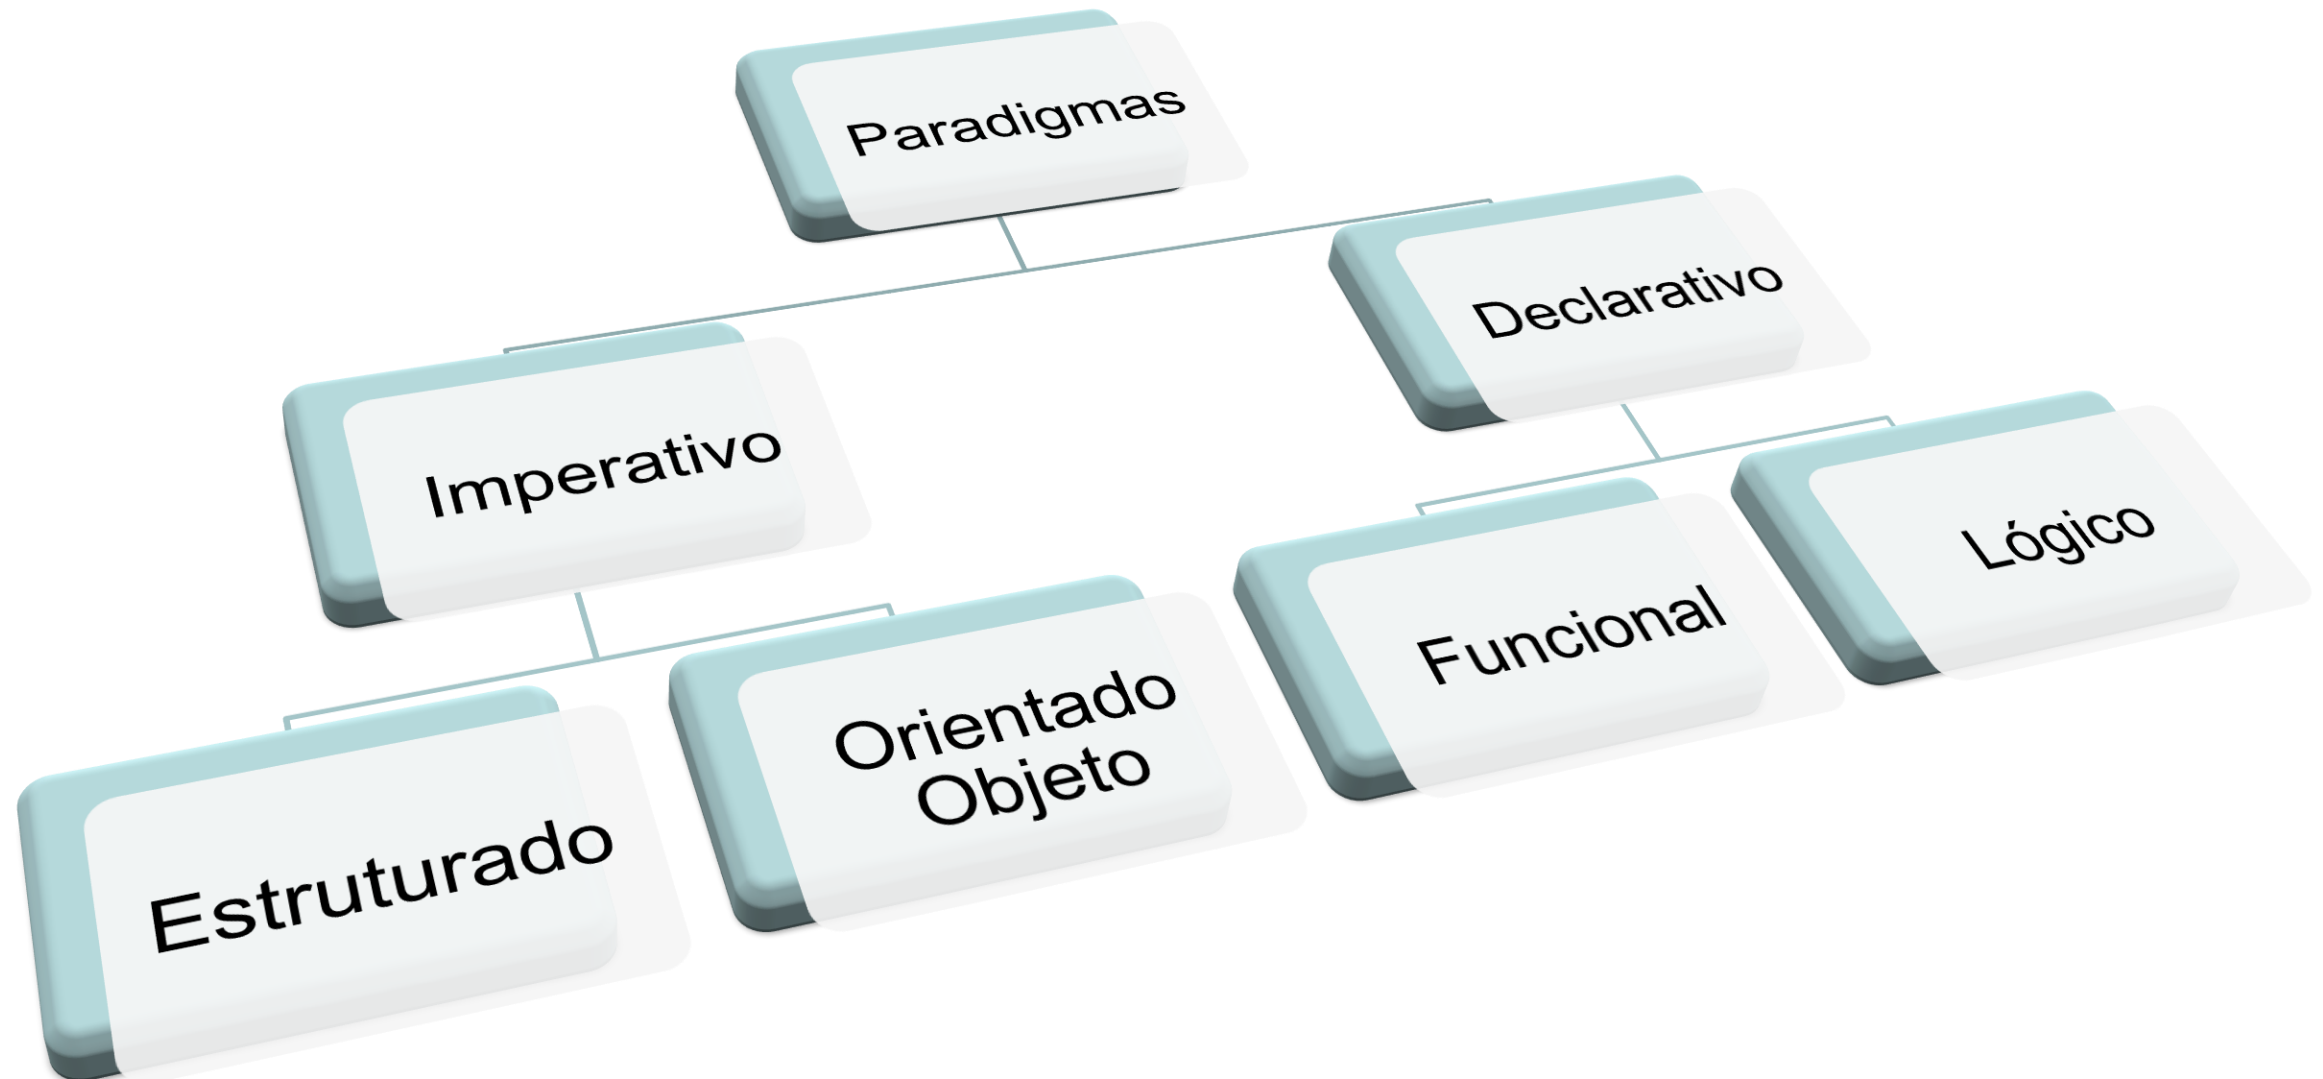 Paradigmas
Imperativo
Declarativo
Estruturado
Orientado
Objeto
Funcional
Lógico